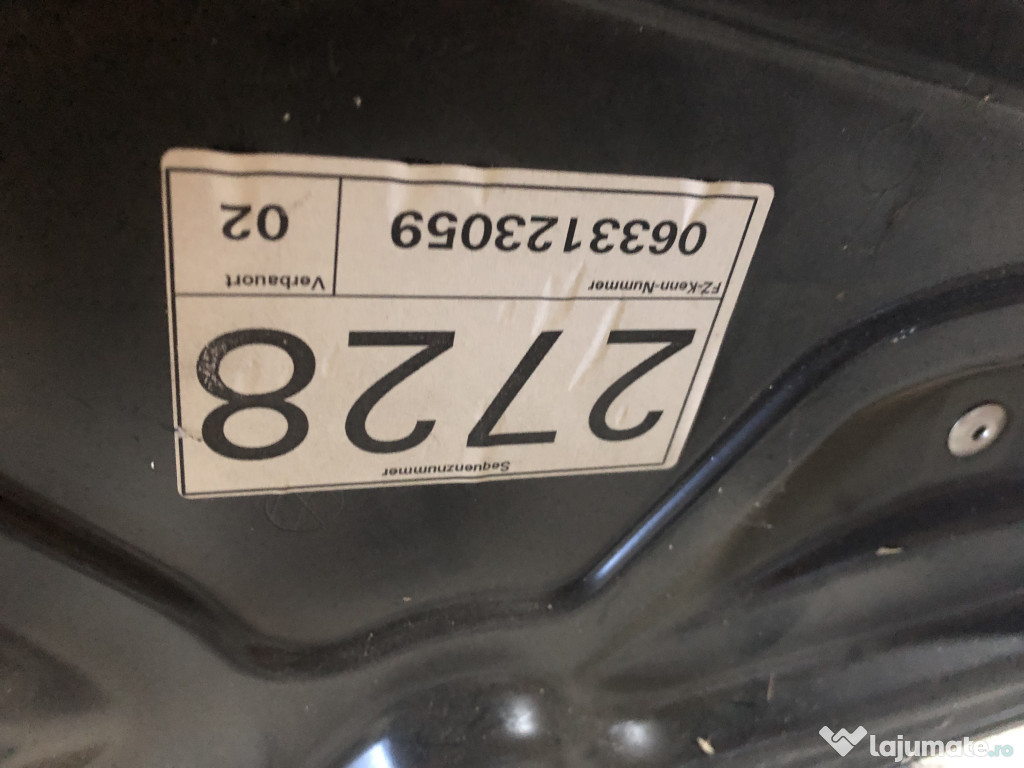 Sequenznummer
2728
FZ-Kenn-Nummer Verbauort
0633123059 02
lajumate.ro